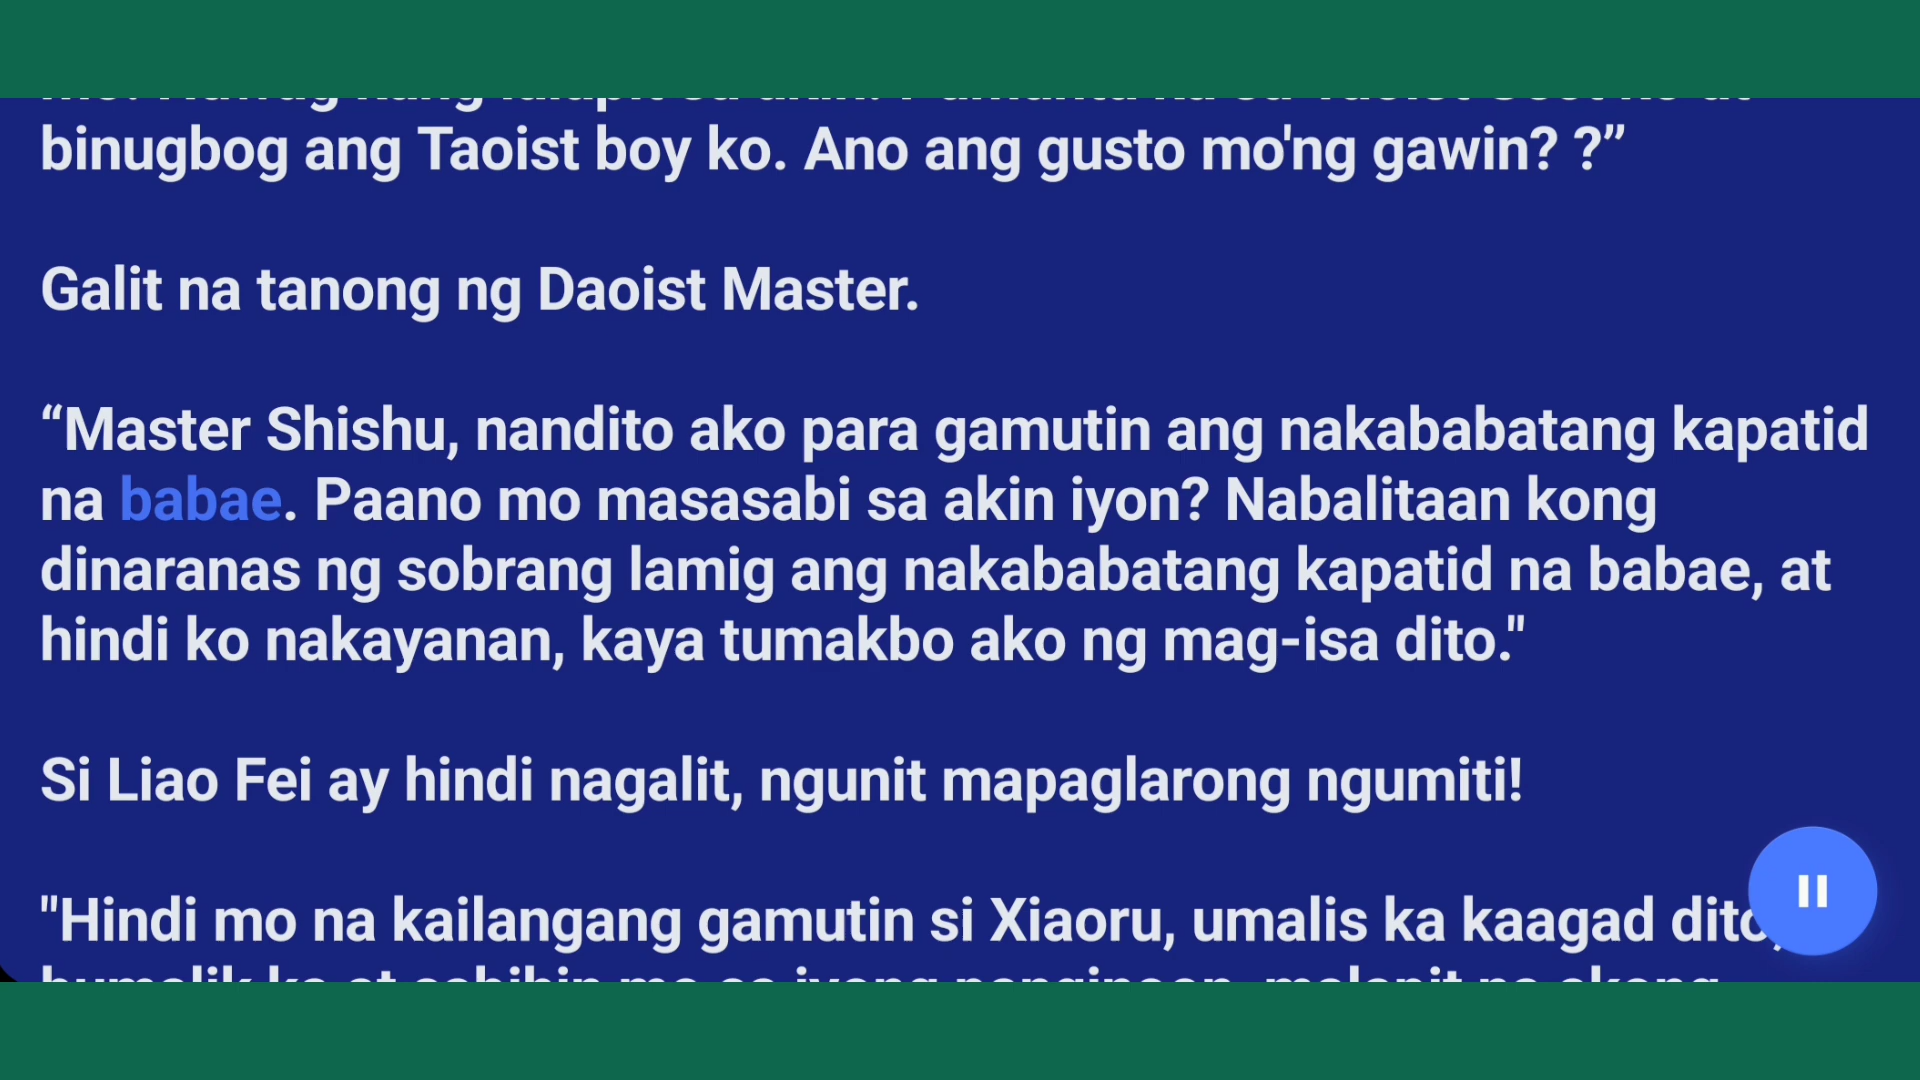 binugbog ang Taoist boy ko. Ano ang gusto mo'ng gawin? ?”
Galit na tanong ng Daoist Master.
“Master Shishu, nandito ako para gamutin ang nakababatang kapatid
na babae. Paano mo masasabi sa akin iyon? Nabalitaan kong
dinaranas ng sobrang lamig ang nakababatang kapatid na babae, at
hindi ko nakayanan, kaya tumakbo ako ng mag-isa dito."
Si Liao Fei ay hindi nagalit, ngunit mapaglarong ngumiti!
"Hindi mo na kailangang gamutin si Xiaoru, umalis ka kaagad dito,